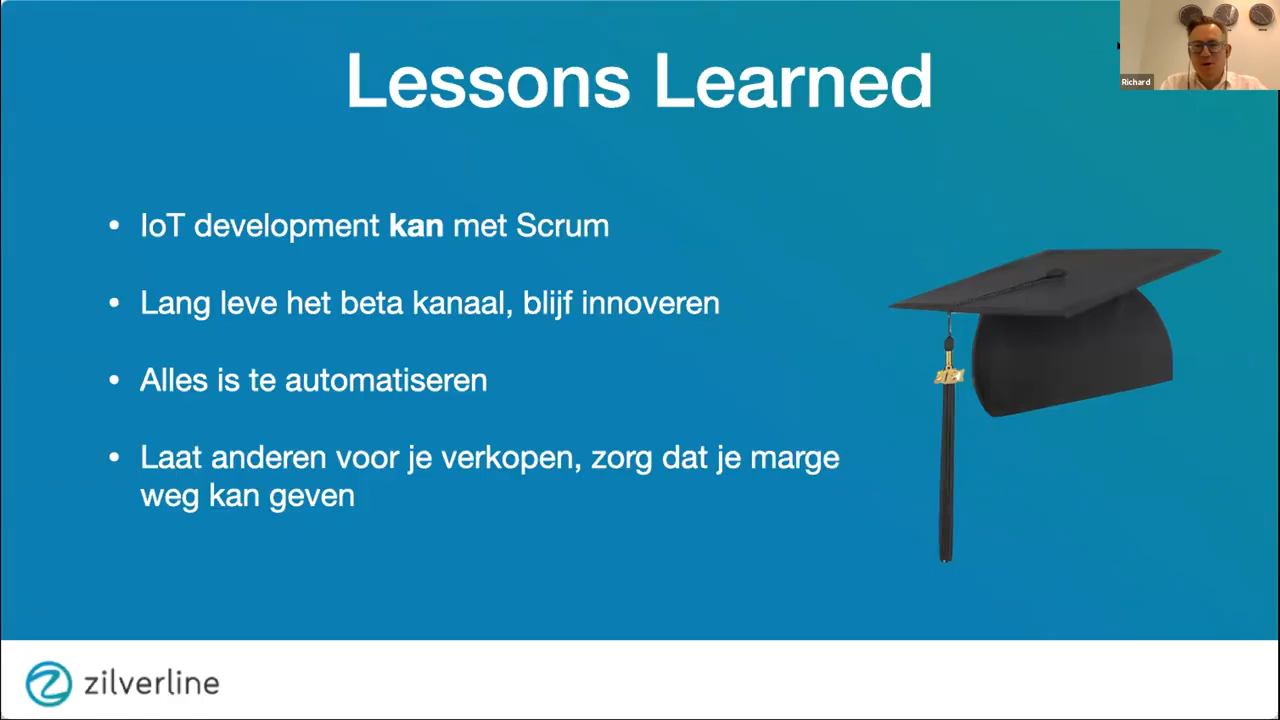 Lessons Learned
Richard
• IoT development kan met Scrum
• Lang leve het beta kanaal, blijf innoveren
• Alles is te automatiseren
• Laat anderen voor je verkopen, zorg dat je marge
weg kan geven
zilverline